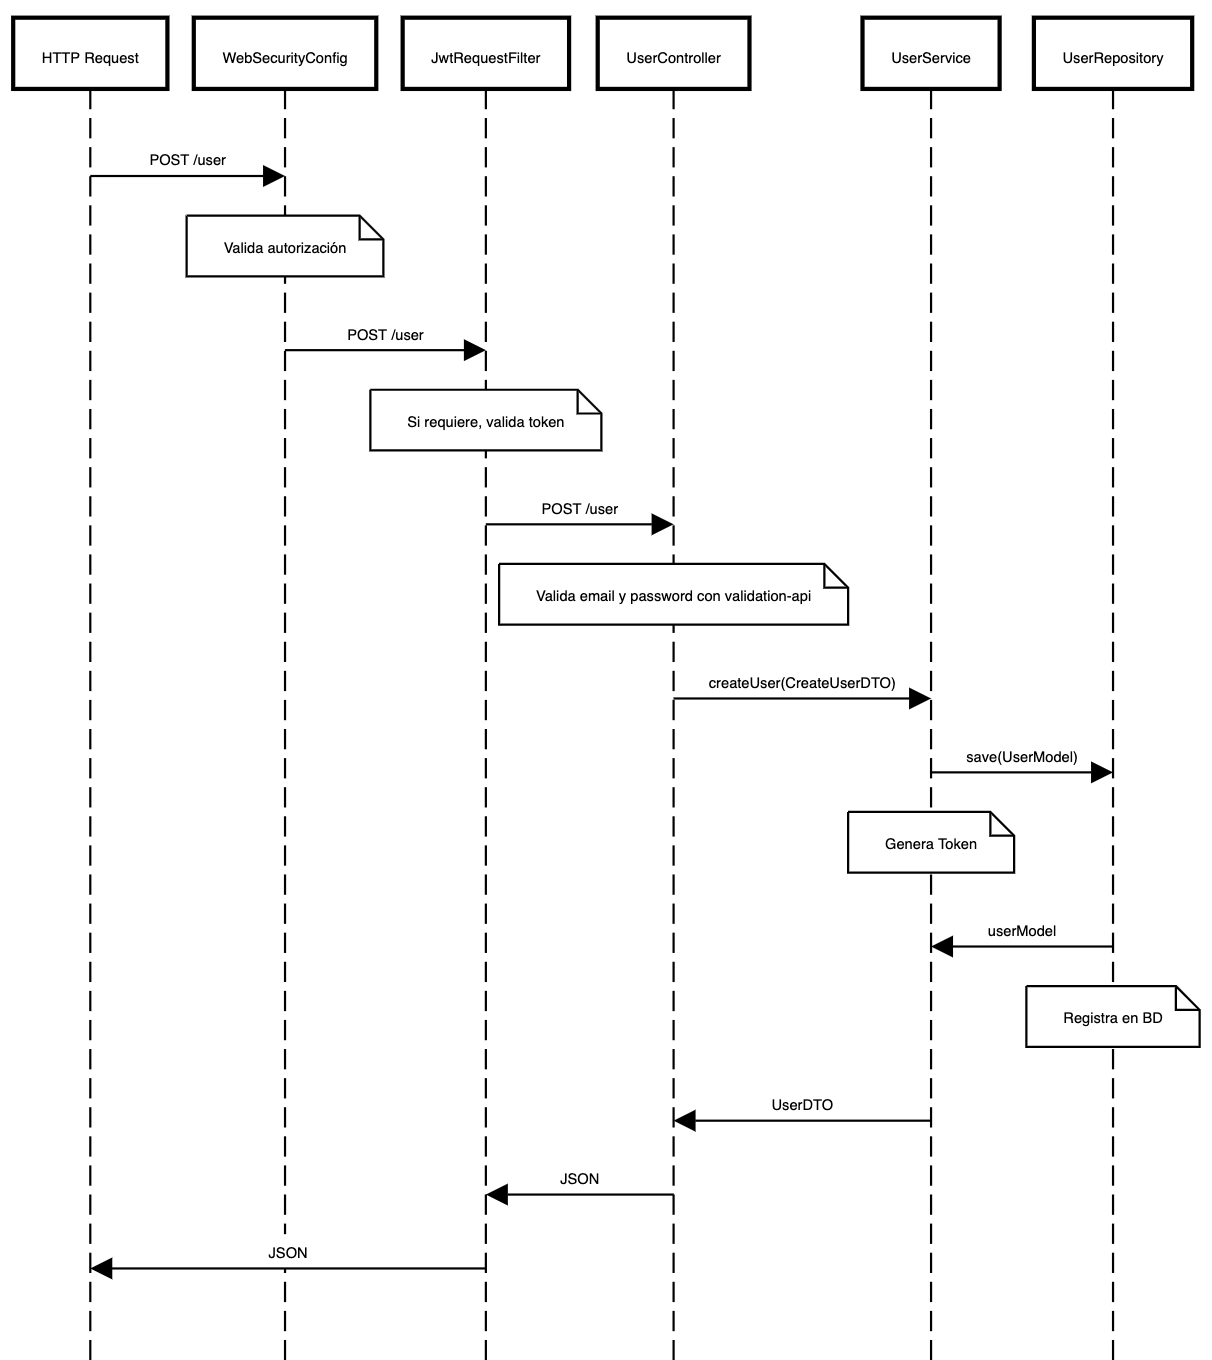 HTTP Request
WebSecurityConfig
JwtRequestFilter
UserController
UserService
UserRepository
POST /user
Valida autorización
POST /user
Si requiere, valida token
POST /user
Valida email y password con validation-api
createUser(CreateUserDTO)
save(UserModel)
Genera Token
userModel
Registra en BD
UserDTO
JSON
JSON